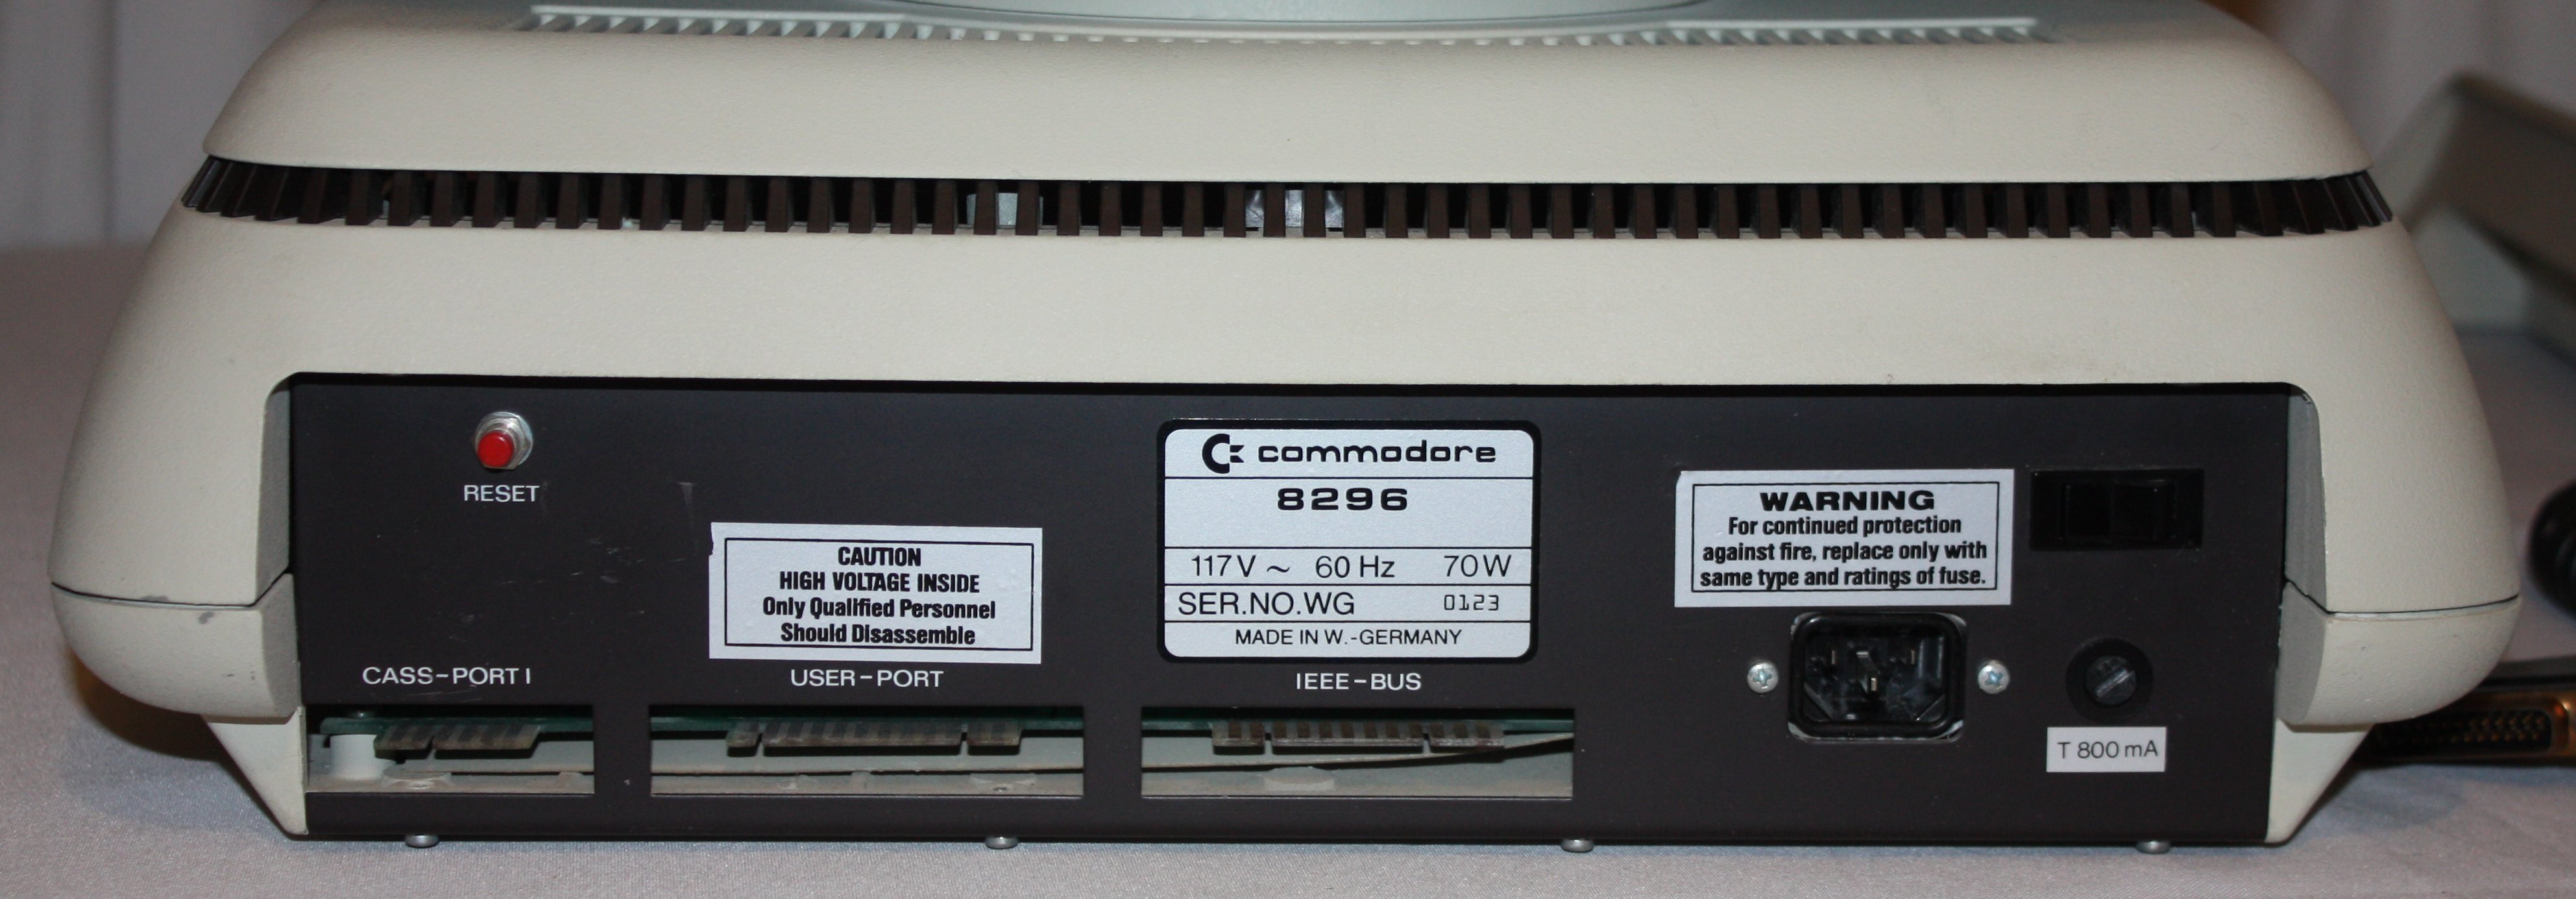 RESET
CAUTION
HIGH VOLTAGE INSIDE
Only Qualified Personnel
Should Disassemble
commodore
8296
117V ~ 60 Hz 70W
SER.NO.WG 0123
MADE IN W.-GERMANY
WARNING
For continued protection
against fire, replace only with
same type and ratings of fuse.
CASS-PORT I
USER-PORT
IEEE-BUS
T 800 mA